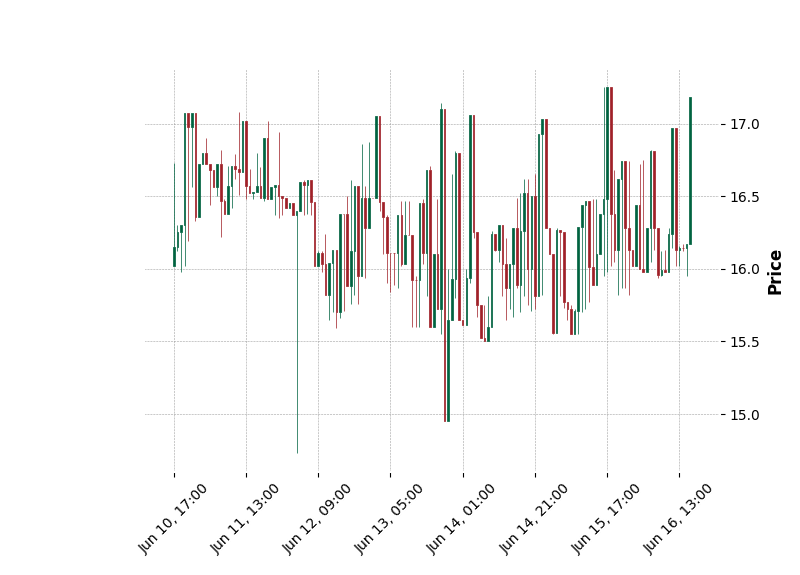 17.0
16.5
16.0
15.5
15.0
Price
Jun 10, 17:00
Jun 11, 13:00
Jun 12, 09:00
Jun 13, 05:00
Jun 14, 01:00
Jun 14, 21:00
Jun 15, 17:00
Jun 16, 13:00